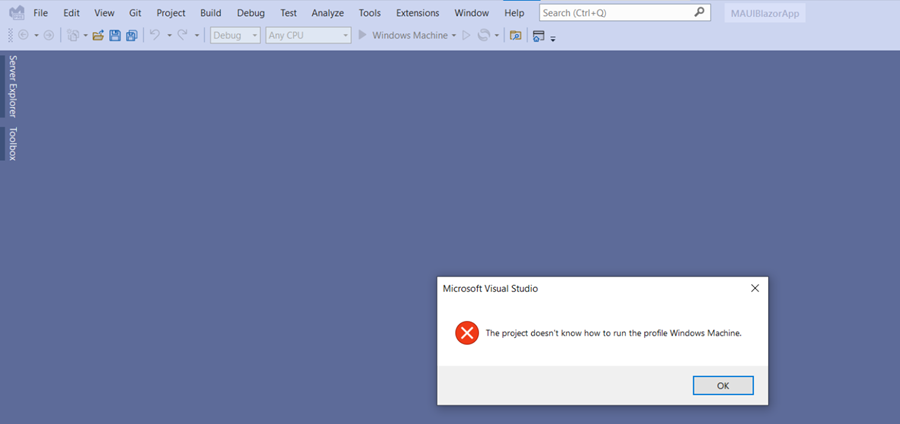 File Edit View Git Project Build Debug Test Analyze Tools Extensions Window Help Search (Ctrl+Q) MAUIBlazorApp
Debug Any CPU Windows Machine
Server Explorer
Toolbox
Microsoft Visual Studio
The project doesn't know how to run the profile Windows Machine.
OK